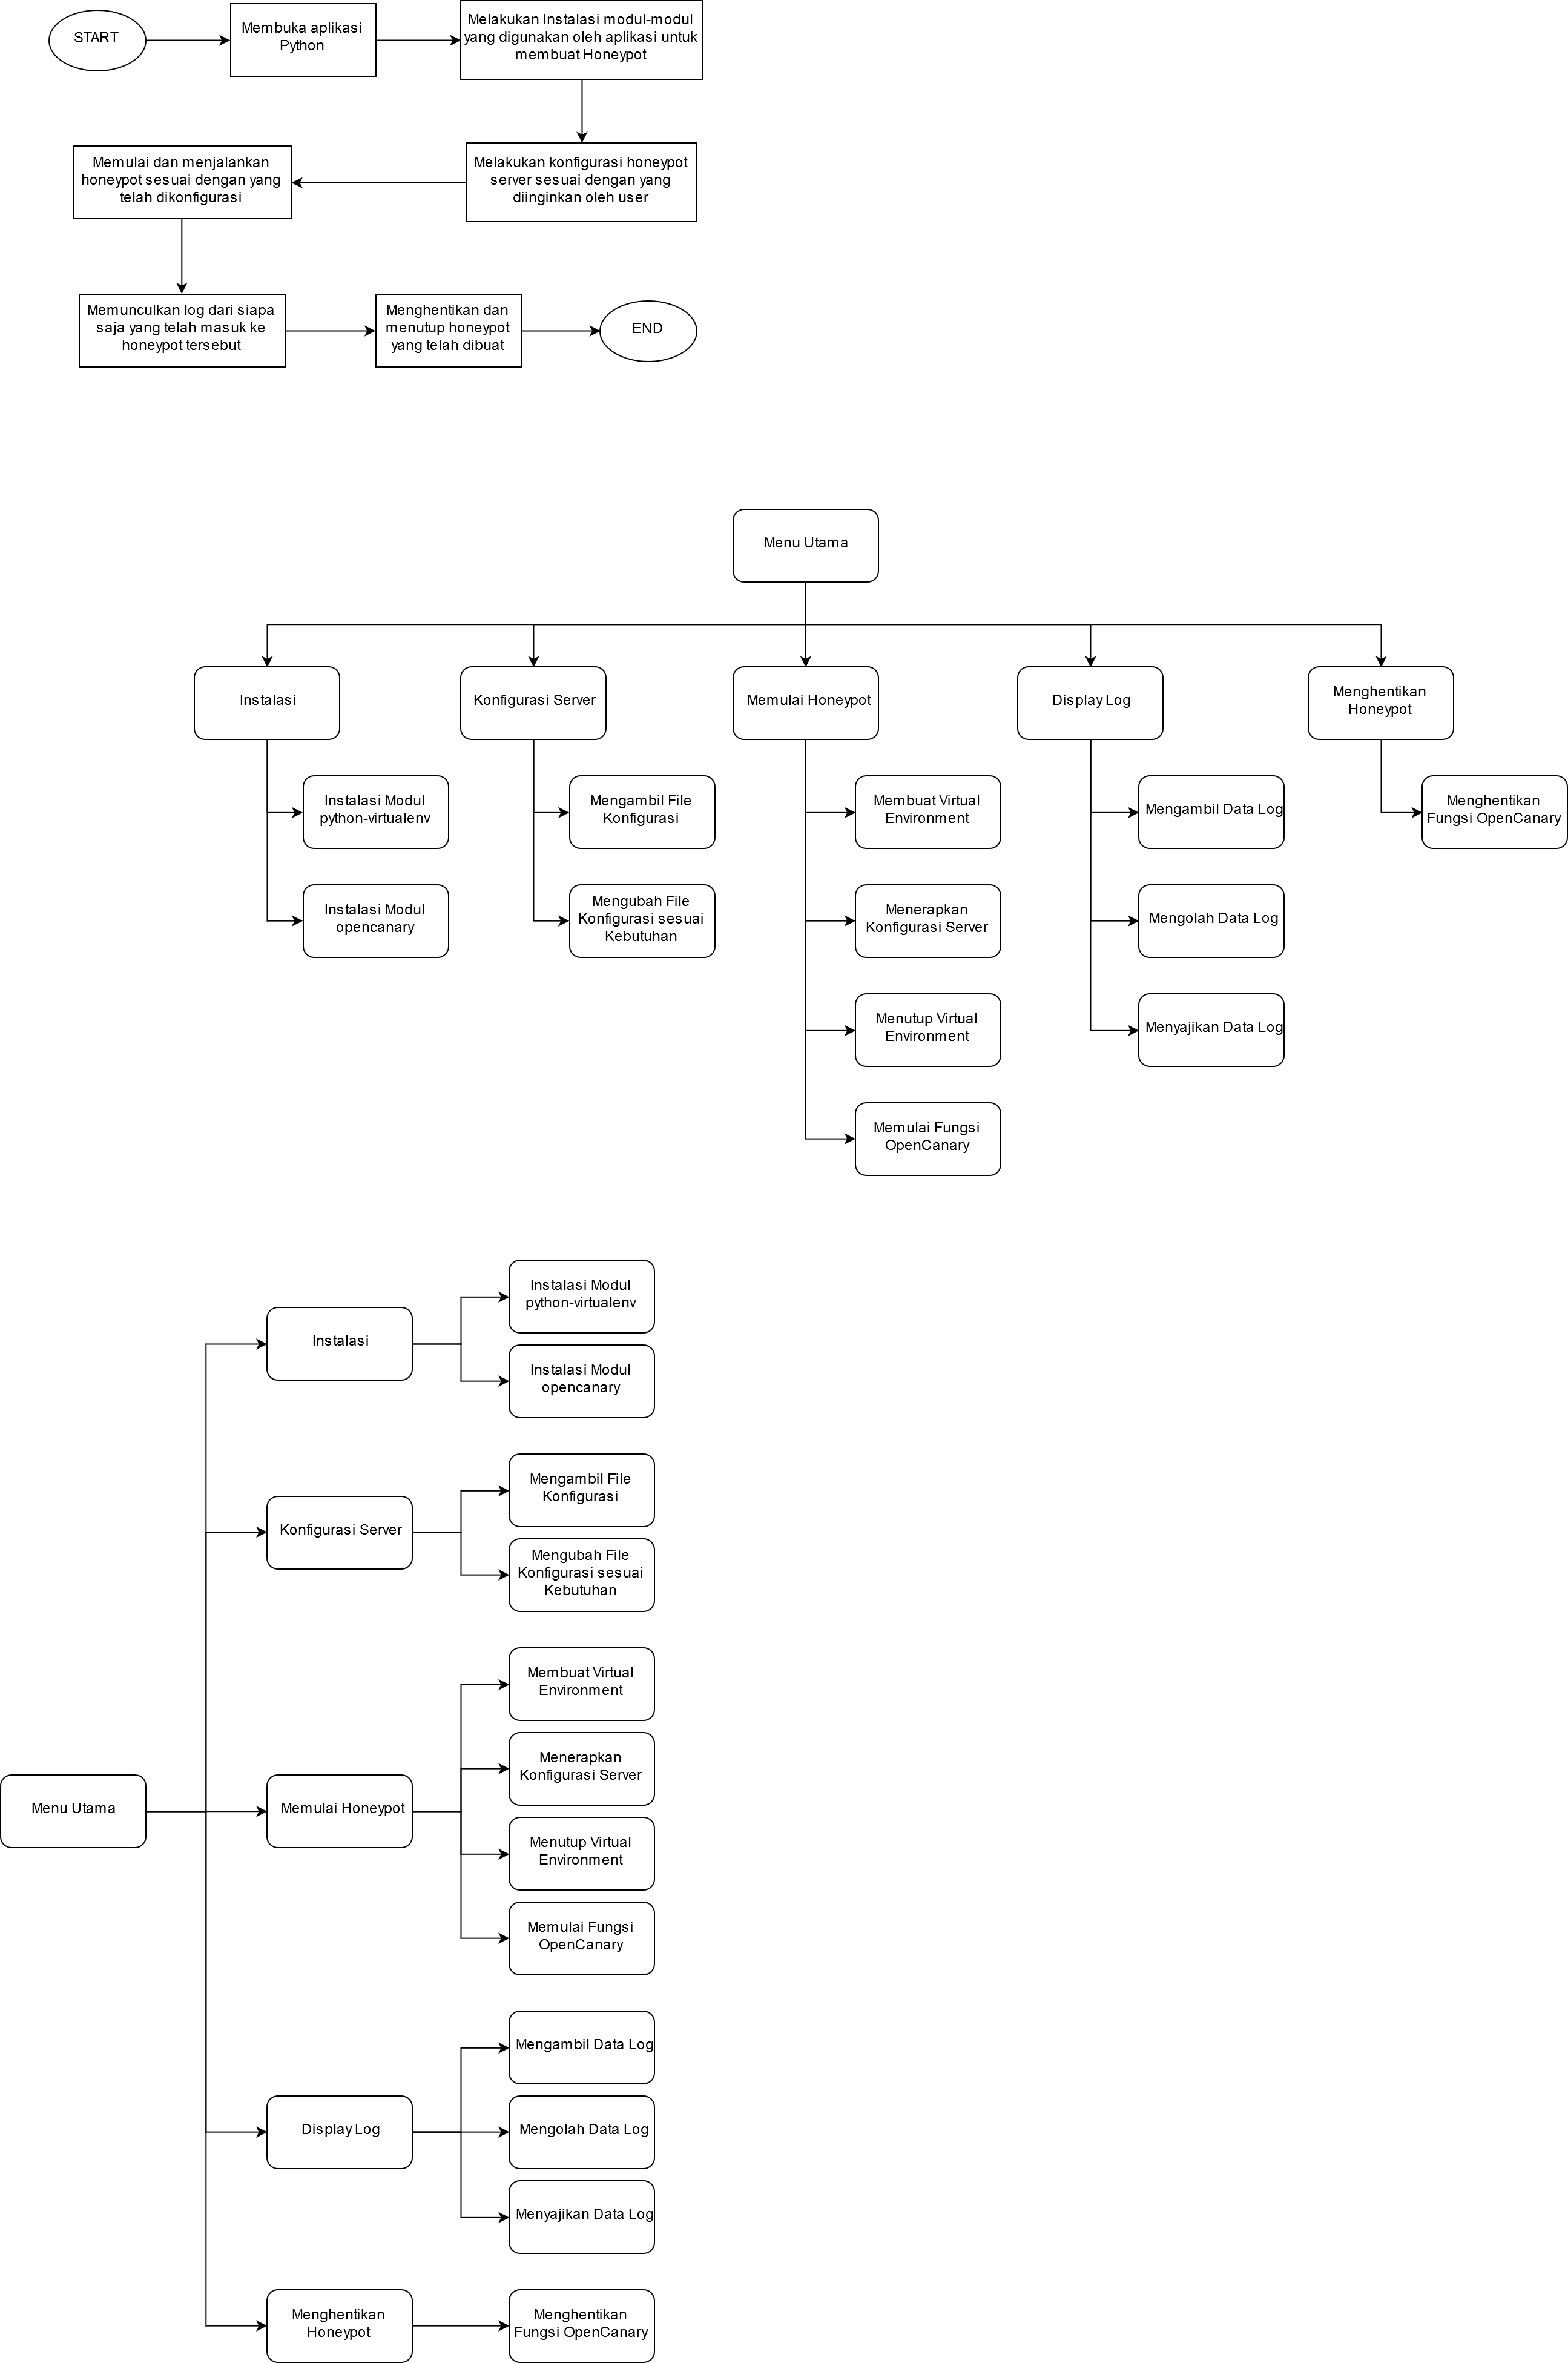 START
Membuka aplikasi
Python
Melakukan Instalasi modul-modul
yang digunakan oleh aplikasi untuk
membuat Honeypot
Melakukan konfigurasi honeypot
server sesuai dengan yang
diinginkan oleh user
Memulai dan menjalankan
honeypot sesuai dengan yang
telah dikonfigurasi
Memunculkan log dari siapa
saja yang telah masuk ke
honeypot tersebut
Menghentikan dan
menutup honeypot
yang telah dibuat
END
Menu Utama
Instalasi
Konfigurasi Server
Memulai Honeypot
Display Log
Menghentikan
Honeypot
Instalasi Modul
python-virtualenv
Instalasi Modul
opencanary
Mengambil File
Konfigurasi
Mengubah File
Konfigurasi sesuai
Kebutuhan
Membuat Virtual
Environment
Menerapkan
Konfigurasi Server
Menutup Virtual
Environment
Memulai Fungsi
OpenCanary
Mengambil Data Log
Mengolah Data Log
Menyajikan Data Log
Menghentikan
Fungsi OpenCanary
Menu Utama
Instalasi
Instalasi Modul
python-virtualenv
Instalasi Modul
opencanary
Konfigurasi Server
Mengambil File
Konfigurasi
Mengubah File
Konfigurasi sesuai
Kebutuhan
Memulai Honeypot
Membuat Virtual
Environment
Menerapkan
Konfigurasi Server
Menutup Virtual
Environment
Memulai Fungsi
OpenCanary
Display Log
Mengambil Data Log
Mengolah Data Log
Menyajikan Data Log
Menghentikan
Honeypot
Menghentikan
Fungsi OpenCanary